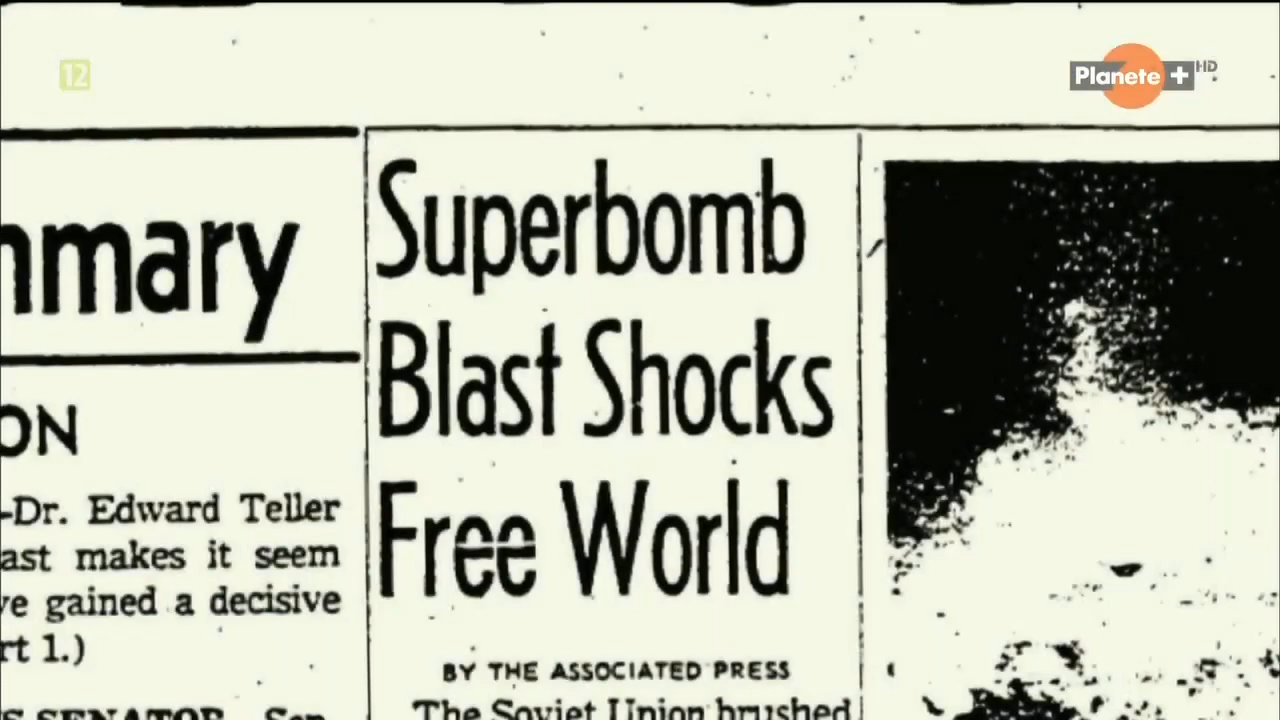 12
Planete + HD
mmary
ON
-Dr. Edward Teller
ast makes it seem
ve gained a decisive
rt 1.)
Superbomb
Blast Shocks
Free World
BY THE ASSOCIATED PRESS
The Soviet Union brushed